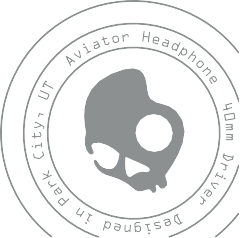 Aviator Headphone
40mm Driver
Designed in Park City, UT